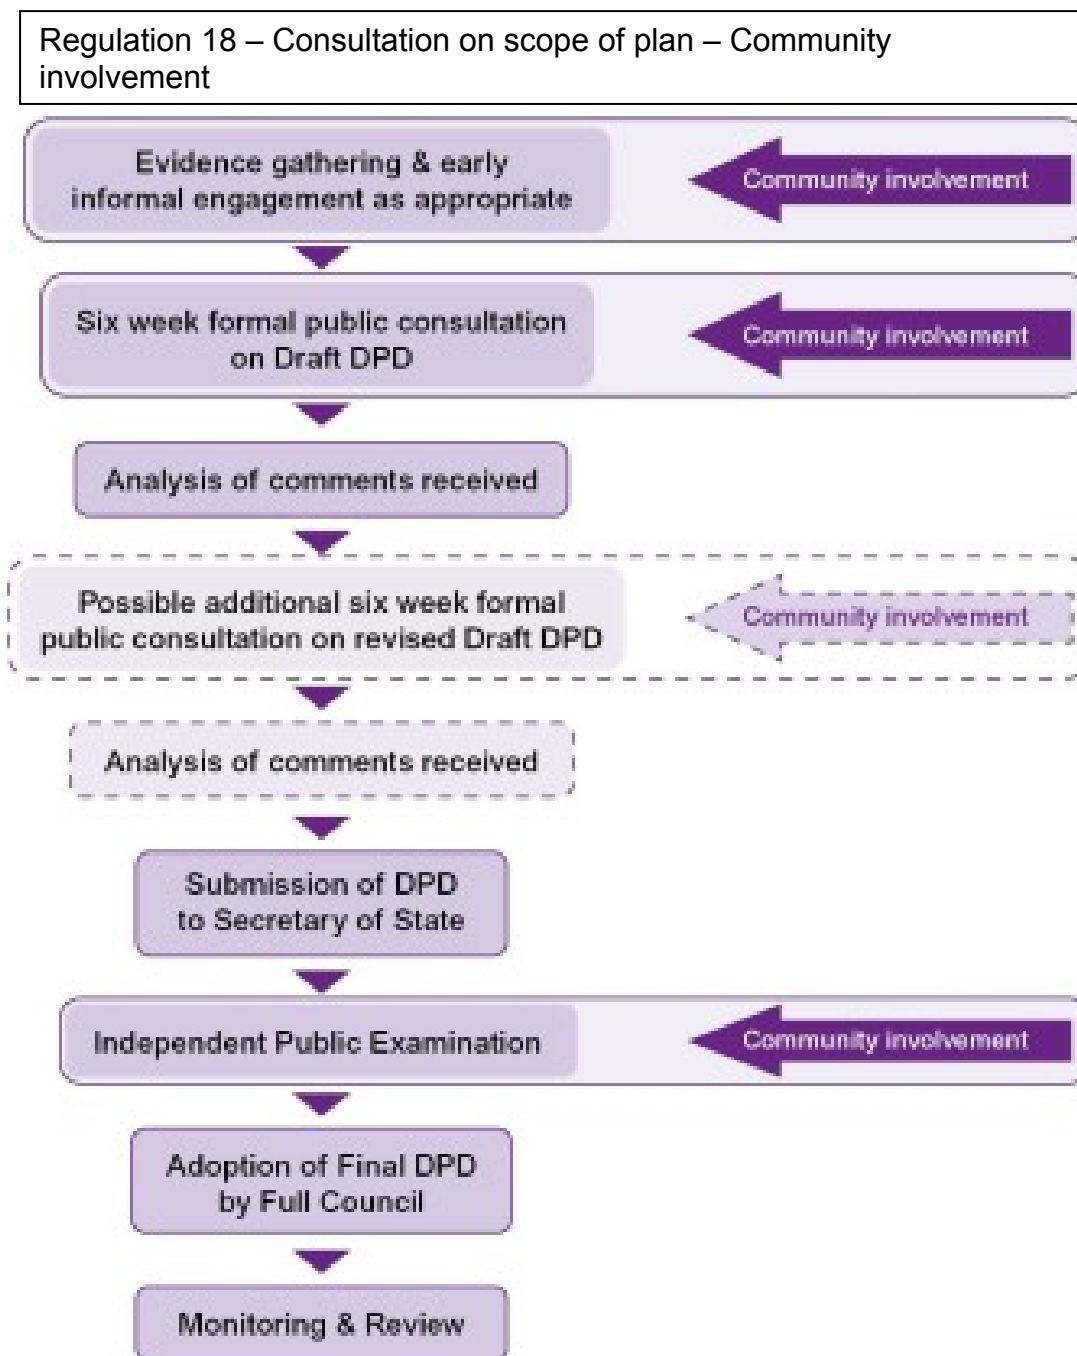 Regulation 18 – Consultation on scope of plan – Community
involvement
Evidence gathering & early
informal engagement as appropriate
Community involvement
Six week formal public consultation
on Draft DPD
Community involvement
Analysis of comments received
Possible additional six week formal
public consultation on revised Draft DPD
Community involvement
Analysis of comments received
Submission of DPD
to Secretary of State
Independent Public Examination
Community involvement
Adoption of Final DPD
by Full Council
Monitoring & Review